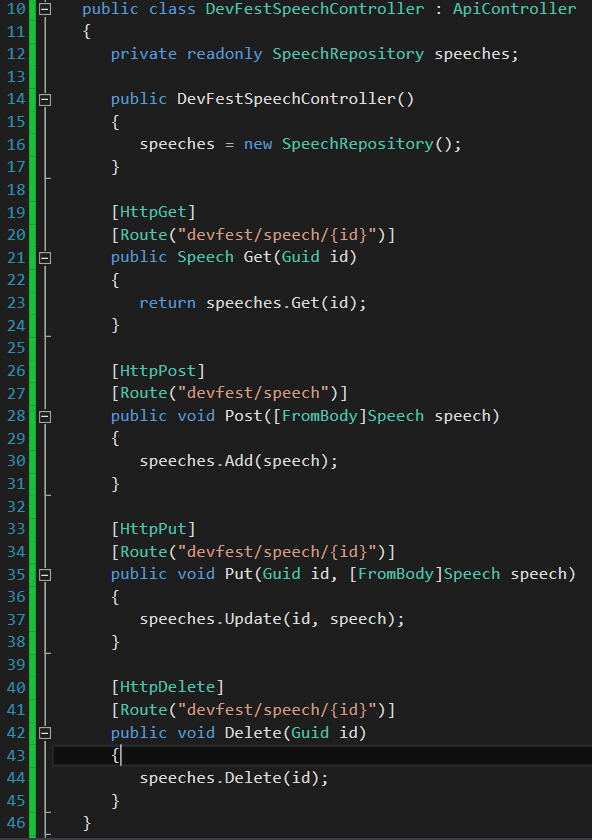 10 public class DevFestSpeechController : ApiController
11 {
12 private readonly SpeechRepository speeches;
13
14 public DevFestSpeechController()
15 {
16 speeches = new SpeechRepository();
17 }
18
19 [HttpGet]
20 [Route("devfest/speech/{id}")]
21 public Speech Get(Guid id)
22 {
23 return speeches.Get(id);
24 }
25
26 [HttpPost]
27 [Route("devfest/speech")]
28 public void Post([FromBody]Speech speech)
29 {
30 speeches.Add(speech);
31 }
32
33 [HttpPut]
34 [Route("devfest/speech/{id}")]
35 public void Put(Guid id, [FromBody]Speech speech)
36 {
37 speeches.Update(id, speech);
38 }
39
40 [HttpDelete]
41 [Route("devfest/speech/{id}")]
42 public void Delete(Guid id)
43 {
44 speeches.Delete(id);
45 }
46 }